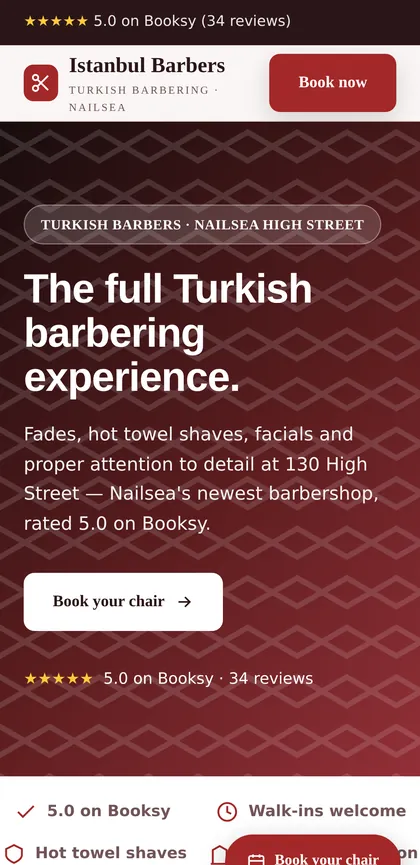 ★★★★★ 5.0 on Booksy (34 reviews)
Istanbul Barbers
TURKISH BARBERING ·
NAILSEA
Book now
TURKISH BARBERS · NAILSEA HIGH STREET
The full Turkish
barbering
experience.
Fades, hot towel shaves, facials and
proper attention to detail at 130 High
Street — Nailsea's newest barbershop,
rated 5.0 on Booksy.
Book your chair →
★★★★★ 5.0 on Booksy · 34 reviews
5.0 on Booksy
Walk-ins welcome
Hot towel shaves
Book your chair